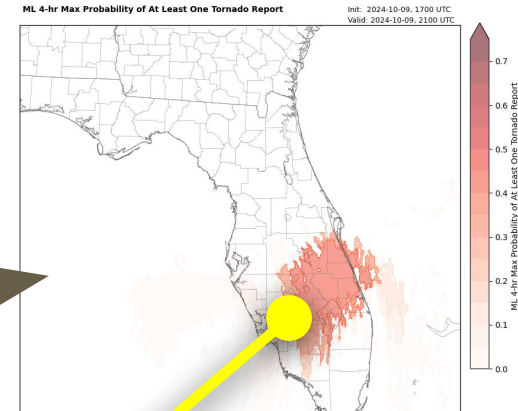 ML 4-hr Max Probability of At Least One Tornado Report
Init: 2024-10-09, 1700 UTC
Valid: 2024-10-09, 2100 UTC
0.7
0.6
0.5
0.4
0.3
0.2
0.1
0.0
ML 4-hr Max Probability of At Least One Tornado Report